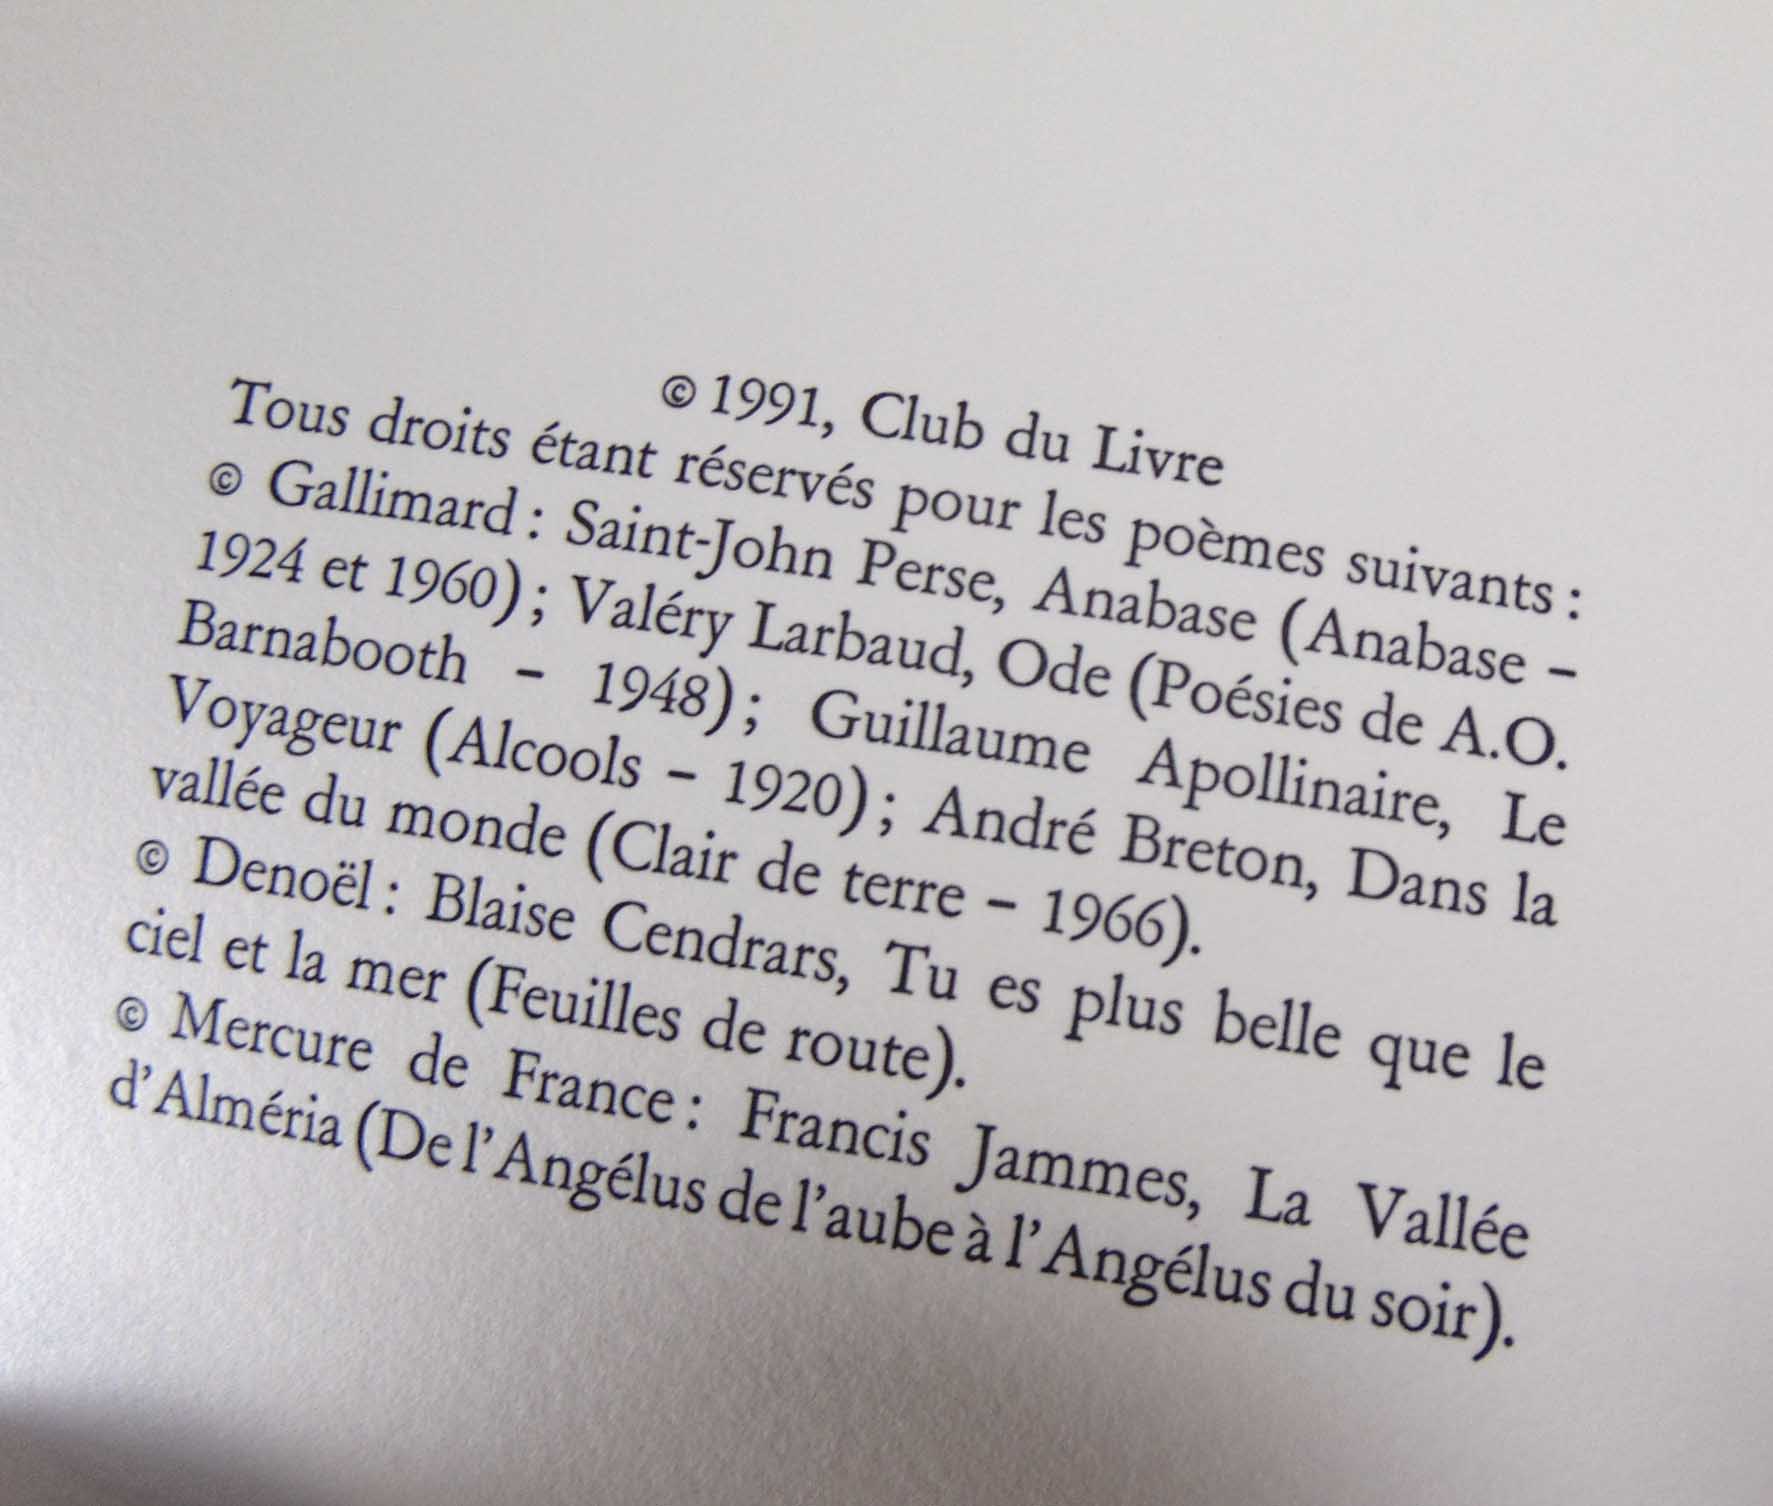 © 1991, Club du Livre
Tous droits étant réservés pour les poèmes suivants :
© Gallimard : Saint-John Perse, Anabase (Anabase –
1924 et 1960) ; Valéry Larbaud, Ode (Poésies de A.O.
Barnabooth – 1948) ; Guillaume Apollinaire, Le
Voyageur (Alcools – 1920) ; André Breton, Dans la
vallée du monde (Clair de terre – 1966).
© Denoël : Blaise Cendrars, Tu es plus belle que le
ciel et la mer (Feuilles de route).
© Mercure de France : Francis Jammes, La Vallée
d'Alméria (De l'Angélus de l'aube à l'Angélus du soir).